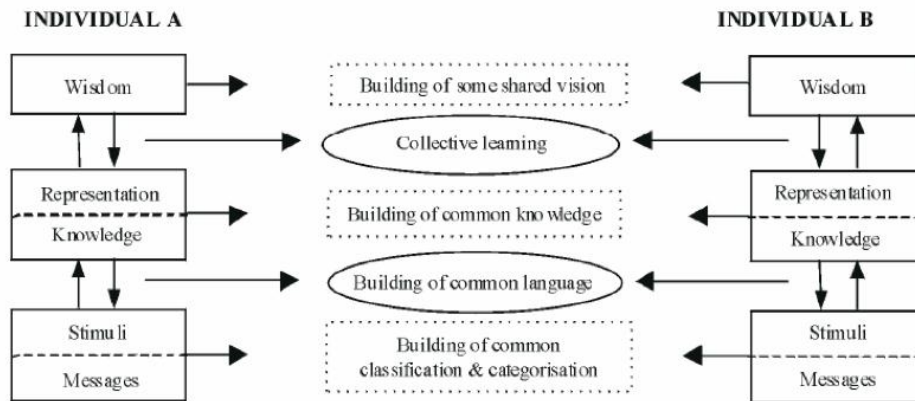 INDIVIDUAL A
INDIVIDUAL B
Wisdom
Building of some shared vision
Wisdom
Collective learning
Representation
Knowledge
Building of common knowledge
Representation
Knowledge
Building of common language
Stimuli
Messages
Building of common
classification & categorisation
Stimuli
Messages